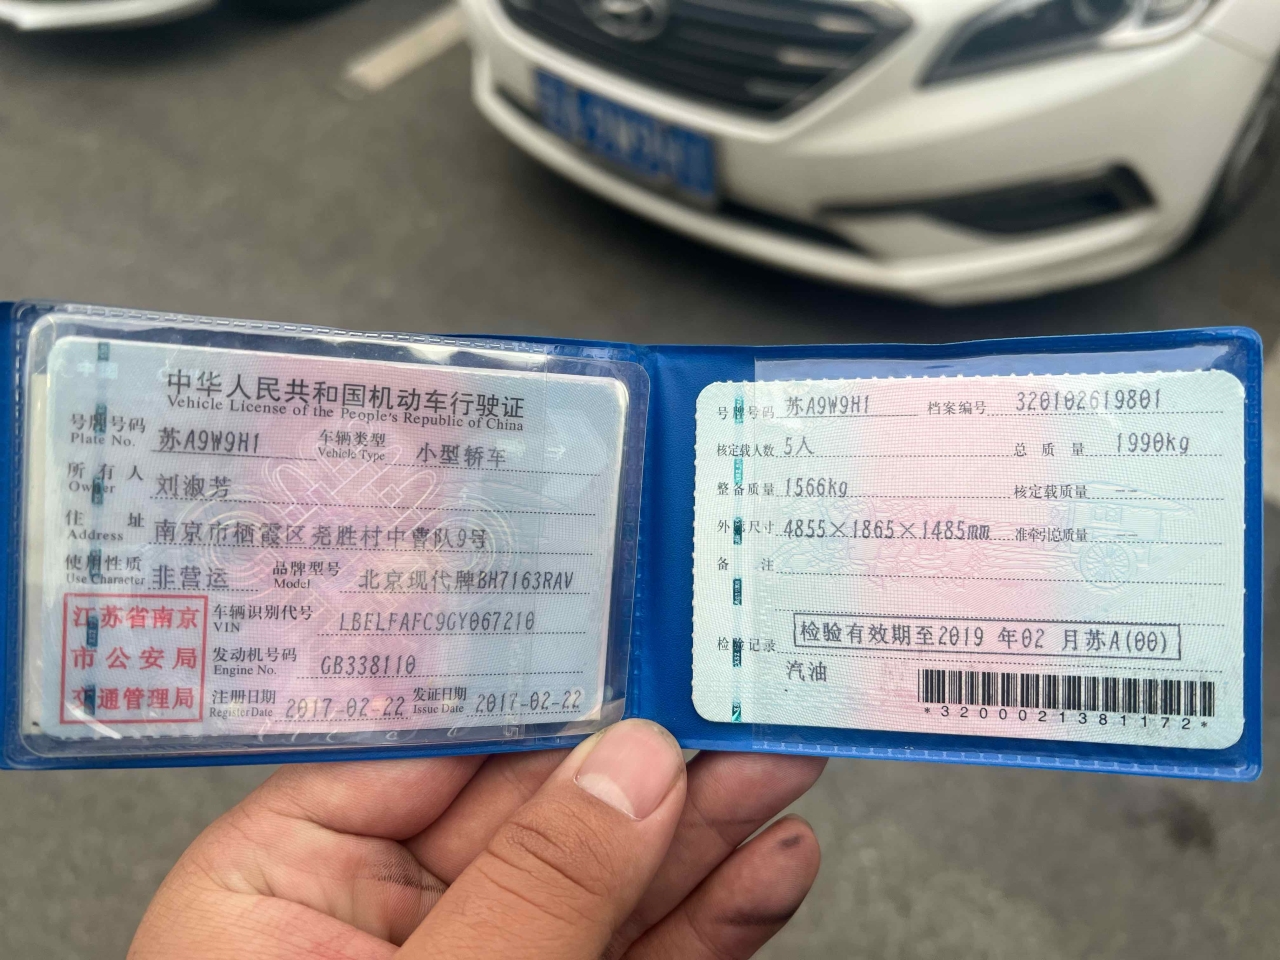 中华人民共和国机动车行驶证
Vehicle License of the People's Republic of China
号牌号码 苏A9W9H1 车辆类型 小型轿车
Plate No. Vehicle Type
所有人 刘淑芳
Owner
住址 南京市栖霞区尧胜村中曹队9号
Address
使用性质 非营运 品牌型号 北京现代牌BH7163RAV
Use Character Model
江苏省南京
市公安局
交通管理局
车辆识别代号 LBELFAFC9GY067210
VIN
发动机号码 GB338110
Engine No.
注册日期 2017-02-22 发证日期 2017-02-22
Register Date Issue Date
号牌号码 苏A9W9H1 档案编号 320102619801
核定载人数 5人 总质量 1990kg
整备质量 1566kg 核定载质量 --
外廓尺寸 4855×1865×1485mm 准牵引总质量 --
备注
检验记录 检验有效期至2019年02月苏A(00)
汽油
*3200021381172*